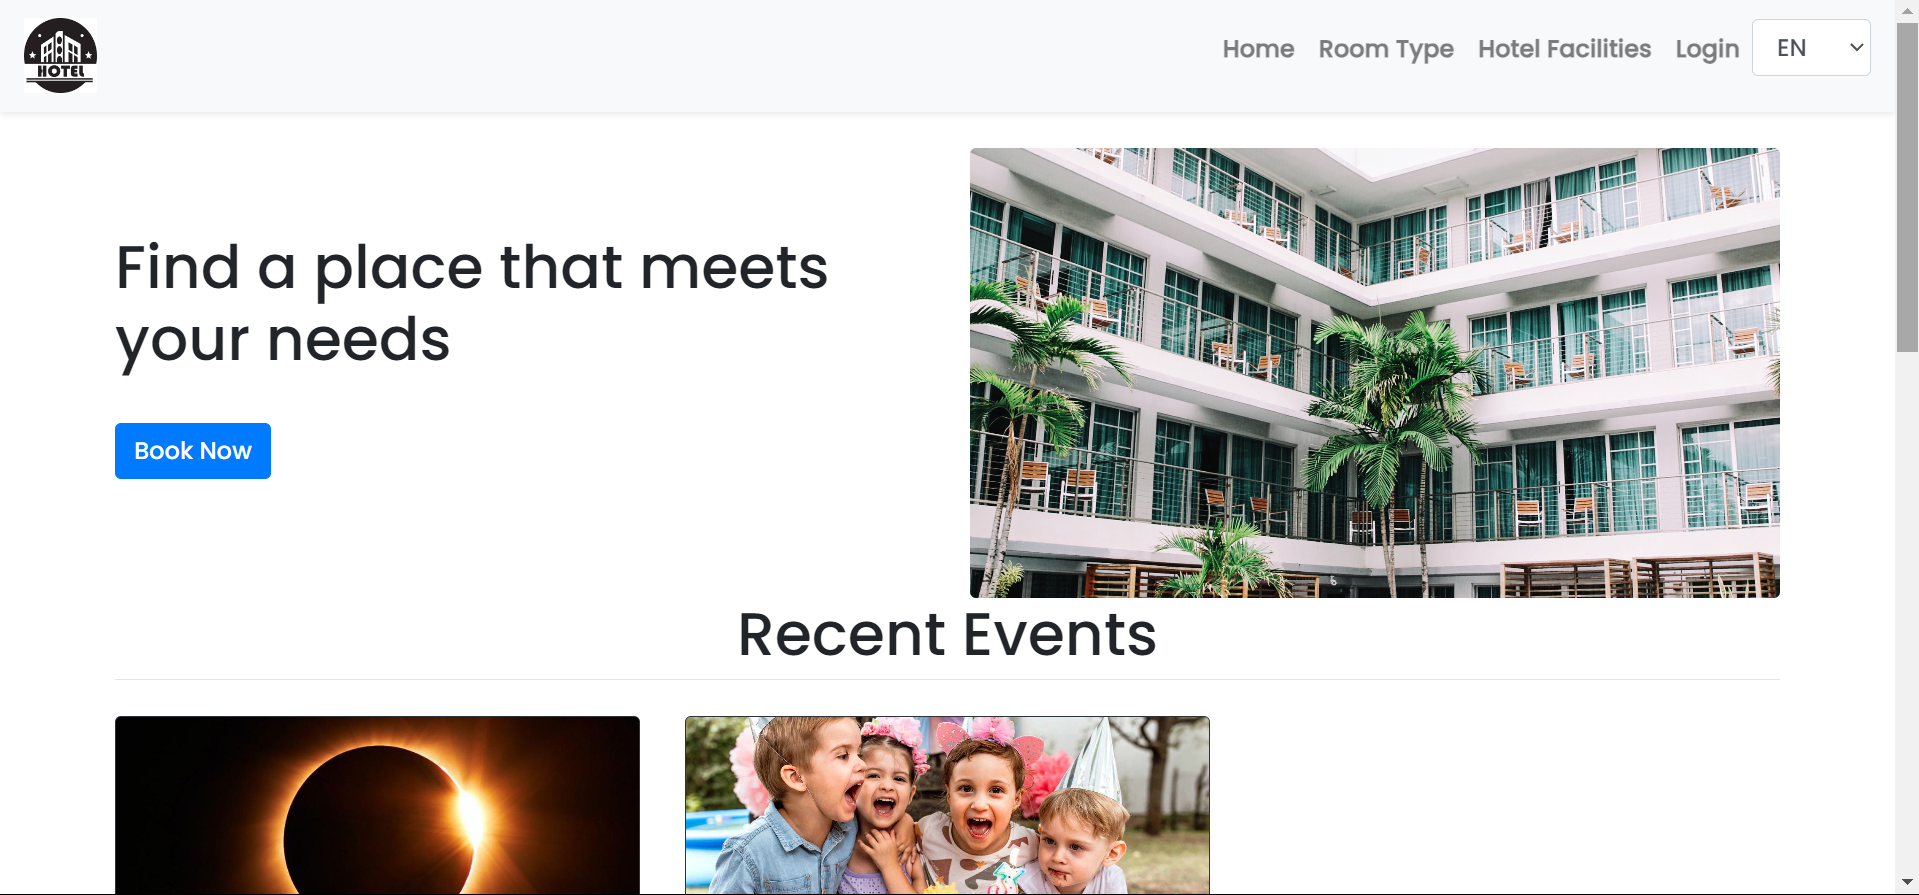 HOTEL
Home Room Type Hotel Facilities Login EN
Find a place that meets
your needs
Book Now
Recent Events